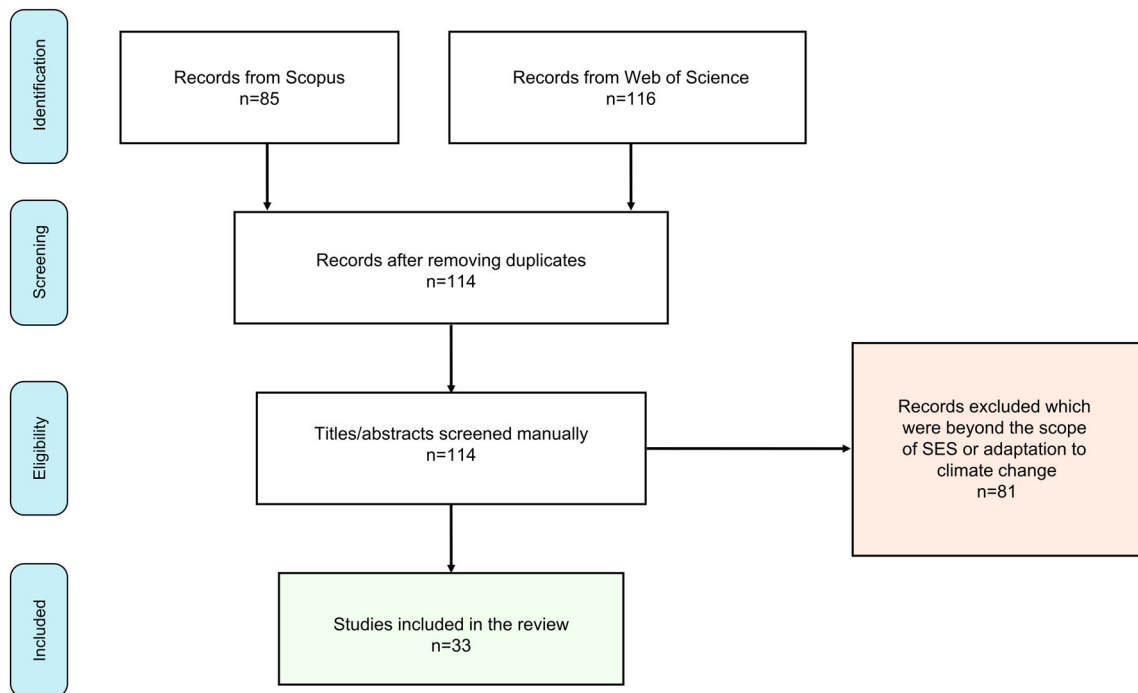 Identification
Records from Scopus
n=85
Records from Web of Science
n=116
Screening
Records after removing duplicates
n=114
Eligibility
Titles/abstracts screened manually
n=114
Records excluded which
were beyond the scope
of SES or adaptation to
climate change
n=81
Included
Studies included in the review
n=33